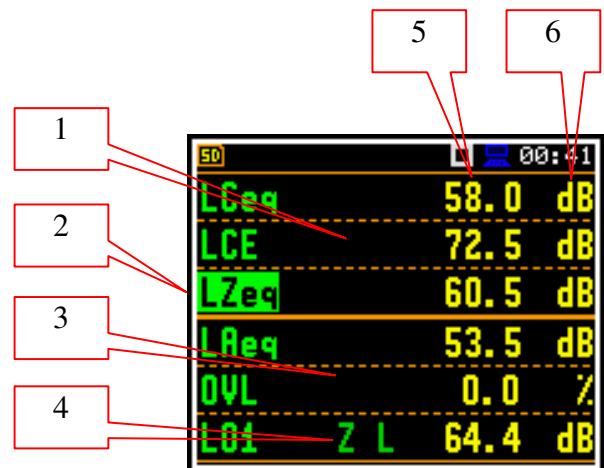 5 6
1
SD 00:41
LCeq 58.0 dB
2
LCE 72.5 dB
LZeq 60.5 dB
3
LAeq 53.5 dB
OVL 0.0 %
4
L01 Z L 64.4 dB